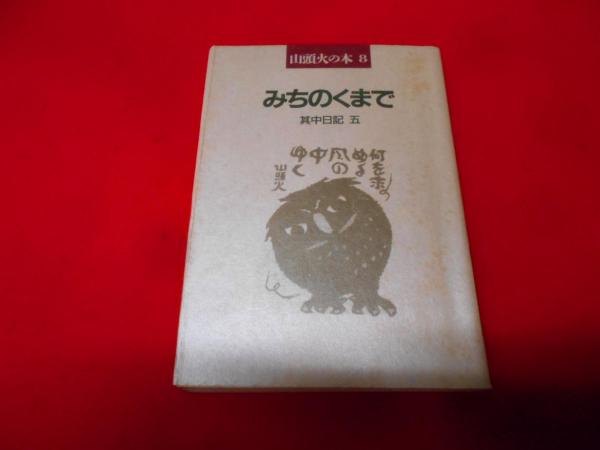 山頭火の本 8
みちのくまで
其中日記 五
何を求
める
風の
中
ゆく
山頭火